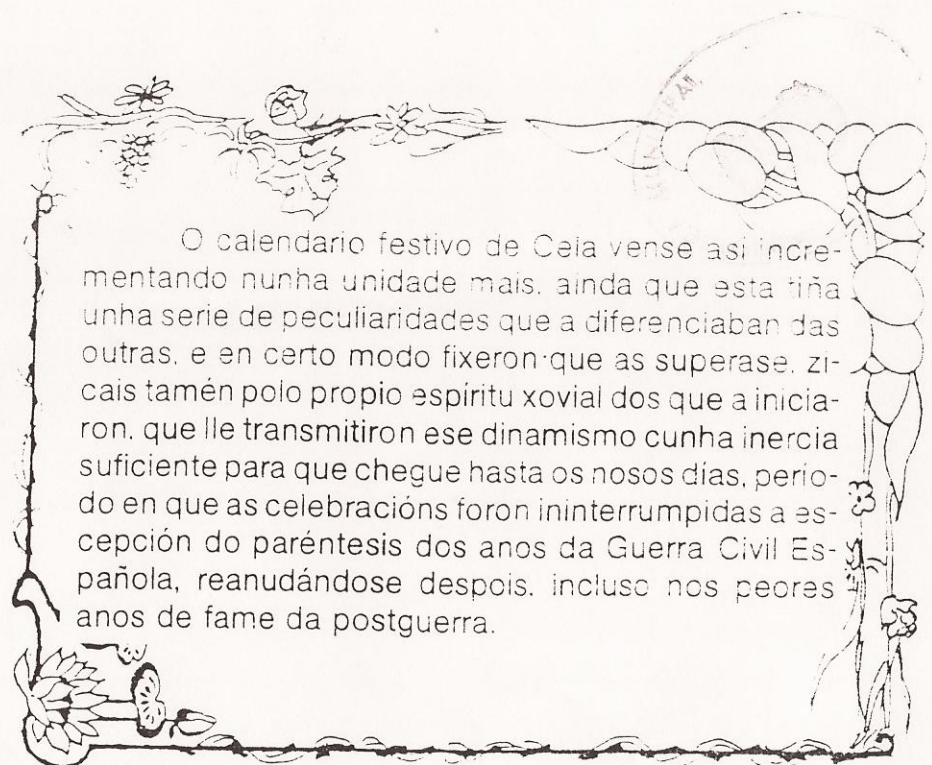 O calendario festivo de Ceia vense asi incre-
mentando nunha unidade mais. ainda que esta tiña
unha serie de peculiaridades que a diferenciaban das
outras, e en certo modo fixeron que as superase, zi-
cais tamén polo propio espíritu xovial dos que a inicia-
ron, que lle transmitiron ese dinamismo cunha inercia
suficiente para que chegue hasta os nosos días, perio-
do en que as celebracións foron ininterrumpidas a es-
cepción do paréntesis dos anos da Guerra Civil Es-
pañola, reanudándose despois, incluso nos peores
anos de fame da postguerra.